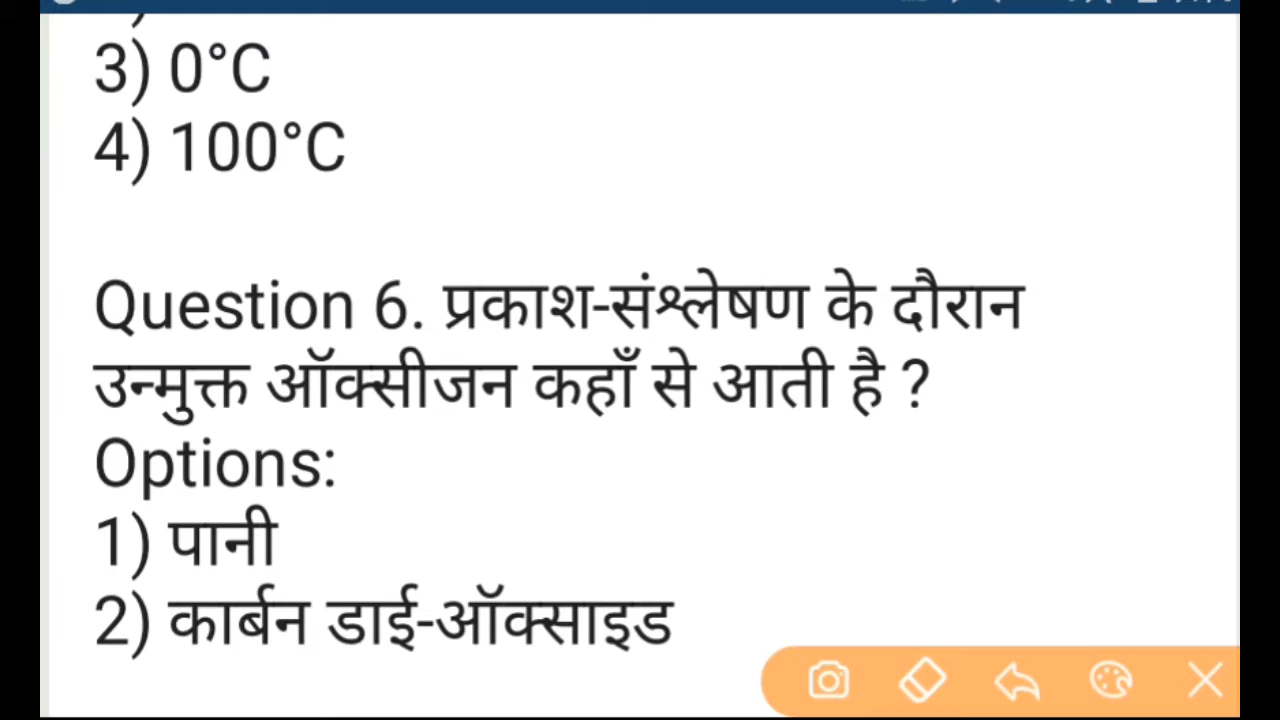 3) 0°C
4) 100°C
Question 6. प्रकाश-संश्लेषण के दौरान
उन्मुक्त ऑक्सीजन कहाँ से आती है ?
Options:
1) पानी
2) कार्बन डाई-ऑक्साइड